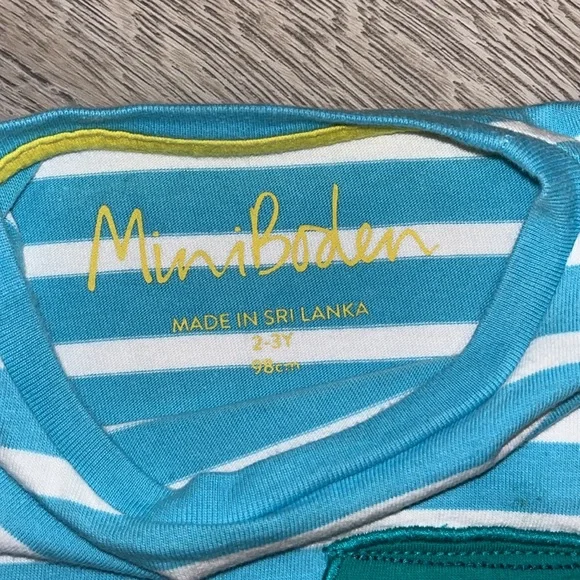 MiniBoden
MADE IN SRI LANKA
2-3Y
98cm